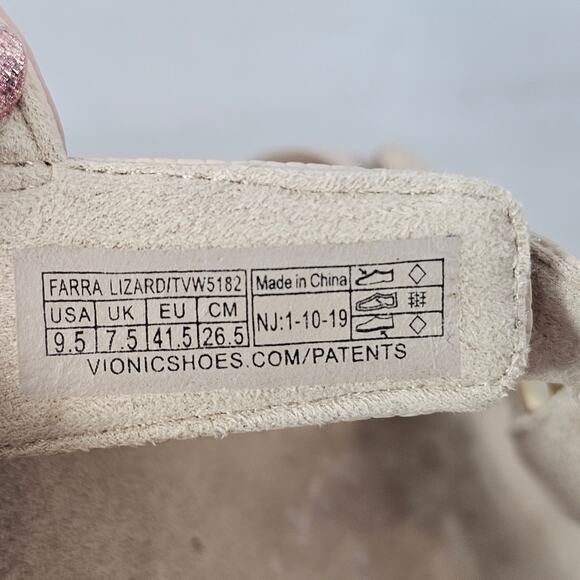 FARRA LIZARD/TVW5182
USA UK EU CM
9.5 7.5 41.5 26.5
Made in China
NJ:1-10-19
VIONICSHOES.COM/PATENTS